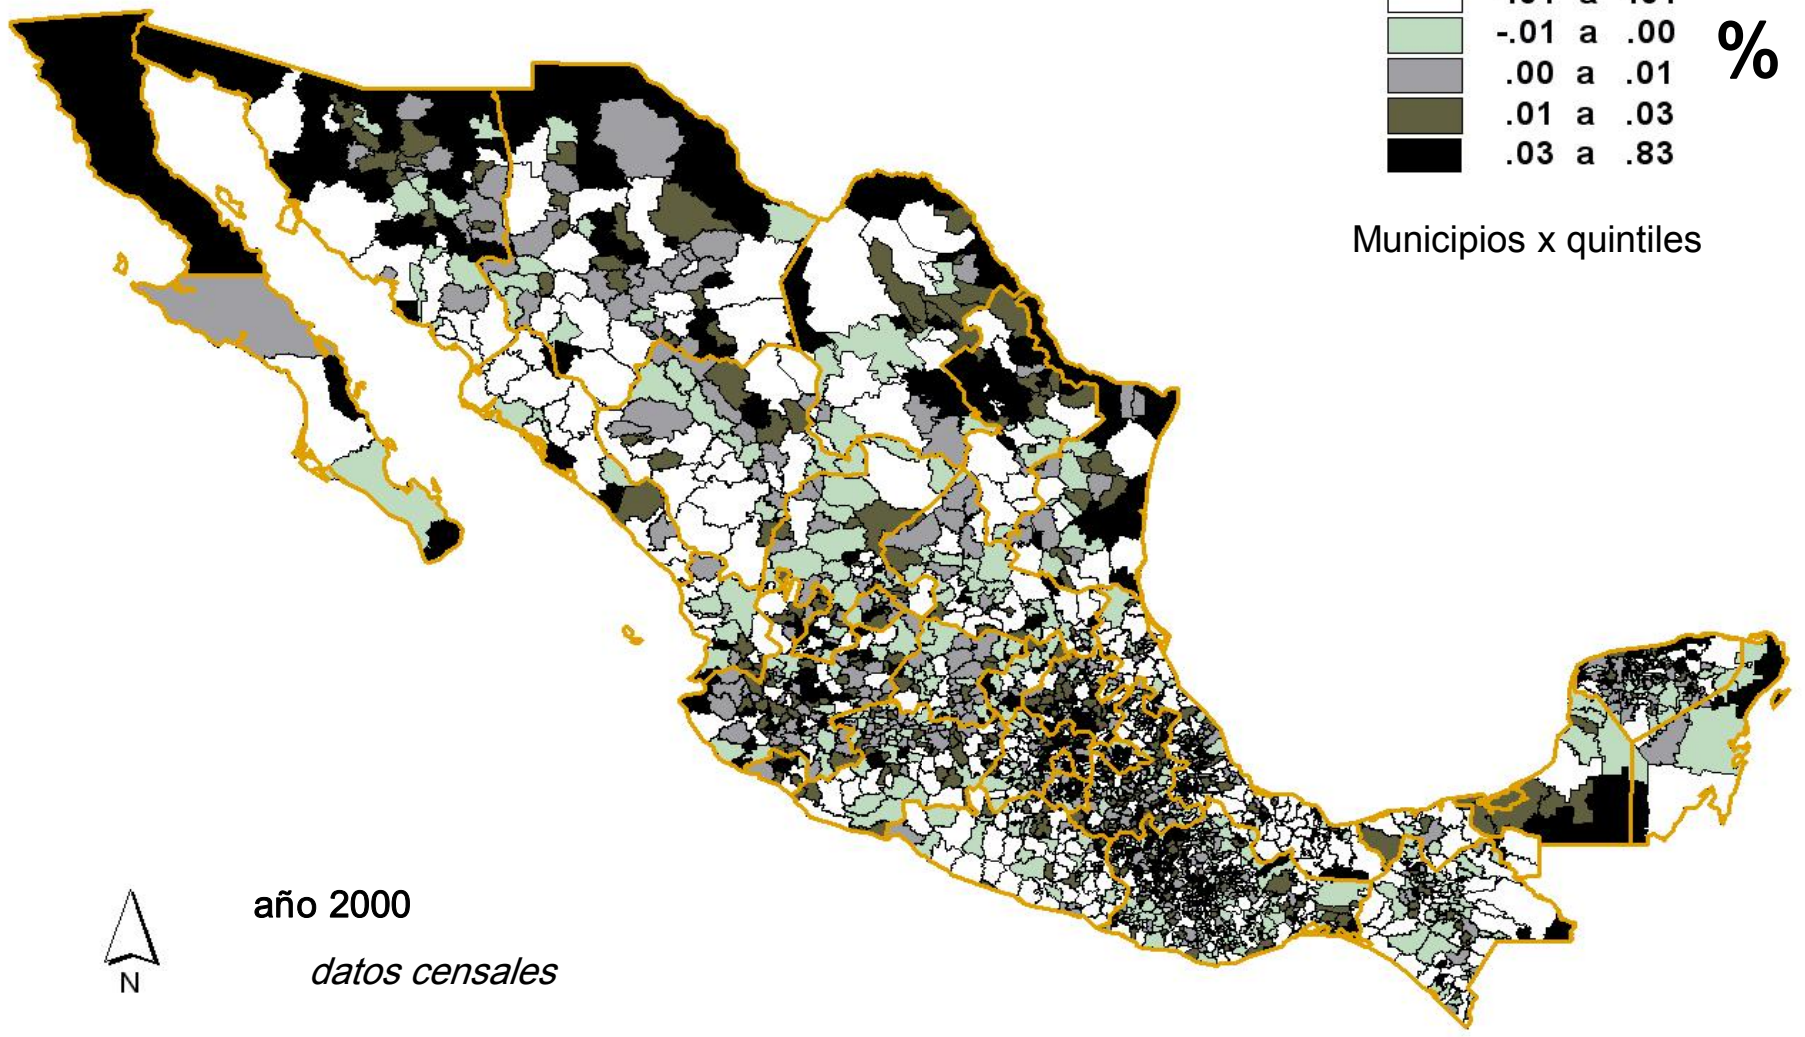 -.01 a .00
.00 a .01
.01 a .03
.03 a .83
%
Municipios x quintiles
año 2000
datos censales
N